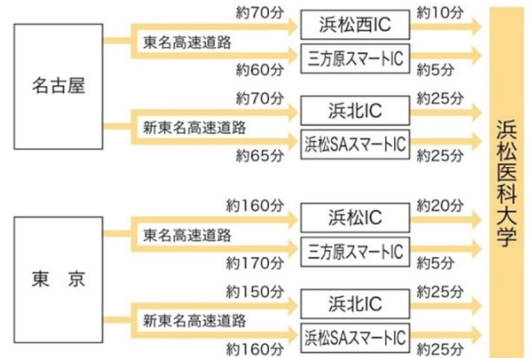 約70分
浜松西IC
約10分
東名高速道路
約60分
三方原スマートIC
約5分
名古屋
約70分
浜北IC
約25分
新東名高速道路
約65分
浜松SAスマートIC
約25分
約160分
浜松IC
約20分
東名高速道路
約170分
三方原スマートIC
約5分
東　京
約150分
浜北IC
約25分
新東名高速道路
約160分
浜松SAスマートIC
約25分
浜松医科大学